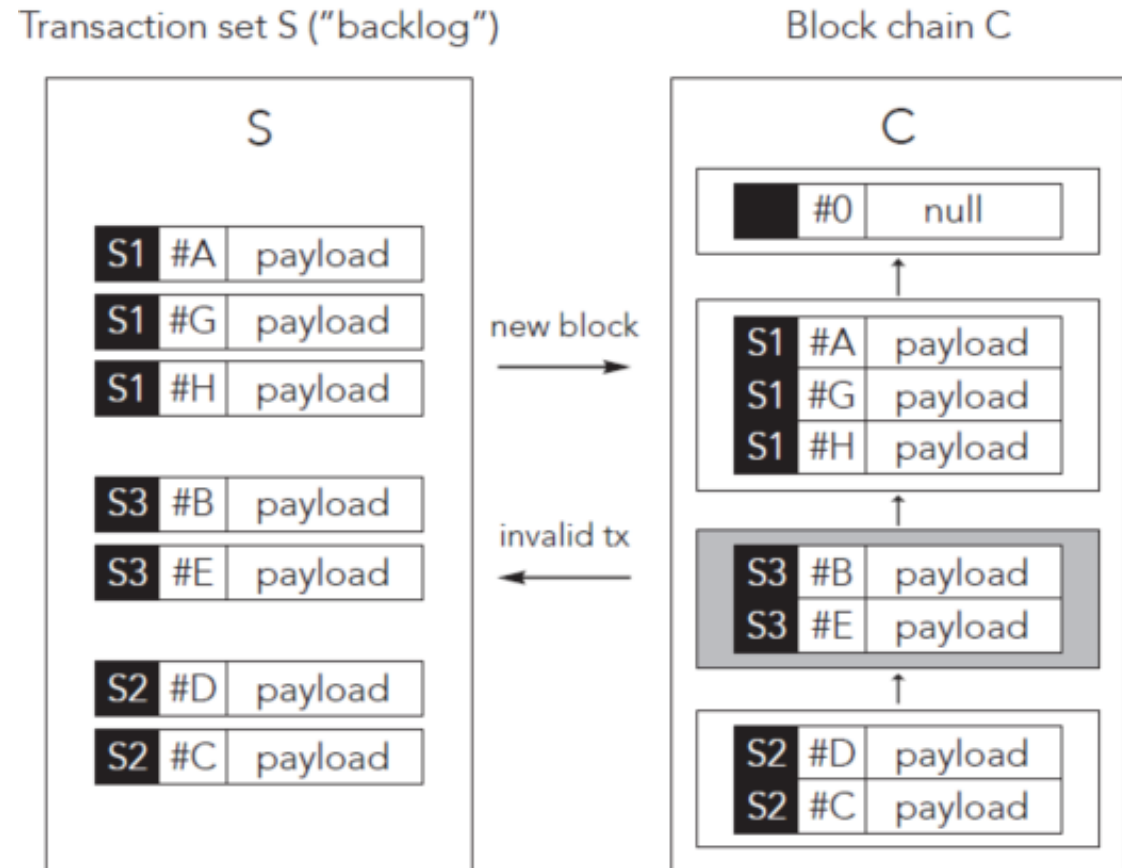 Transaction set S ("backlog")
S
S1 #A payload
S1 #G payload
S1 #H payload
S3 #B payload
S3 #E payload
S2 #D payload
S2 #C payload
new block
invalid tx
Block chain C
C
#0 null
S1 #A payload
S1 #G payload
S1 #H payload
S3 #B payload
S3 #E payload
S2 #D payload
S2 #C payload